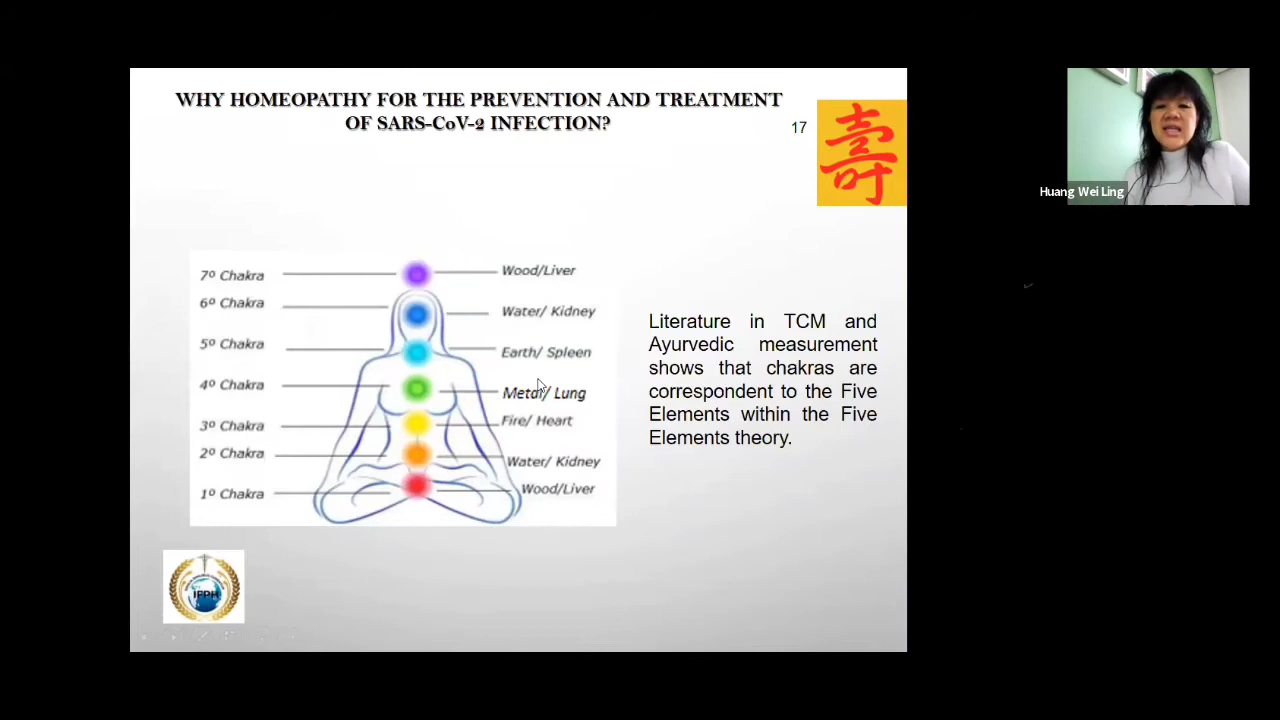 WHY HOMEOPATHY FOR THE PREVENTION AND TREATMENT
OF SARS-CoV-2 INFECTION?
17
壽
Huang Wei Ling
7º Chakra
Wood/Liver
6º Chakra
Water/ Kidney
5º Chakra
Earth/ Spleen
4º Chakra
Metal/ Lung
3º Chakra
Fire/ Heart
2º Chakra
Water/ Kidney
1º Chakra
Wood/Liver
Literature in TCM and
Ayurvedic measurement
shows that chakras are
correspondent to the Five
Elements within the Five
Elements theory.
IFPH